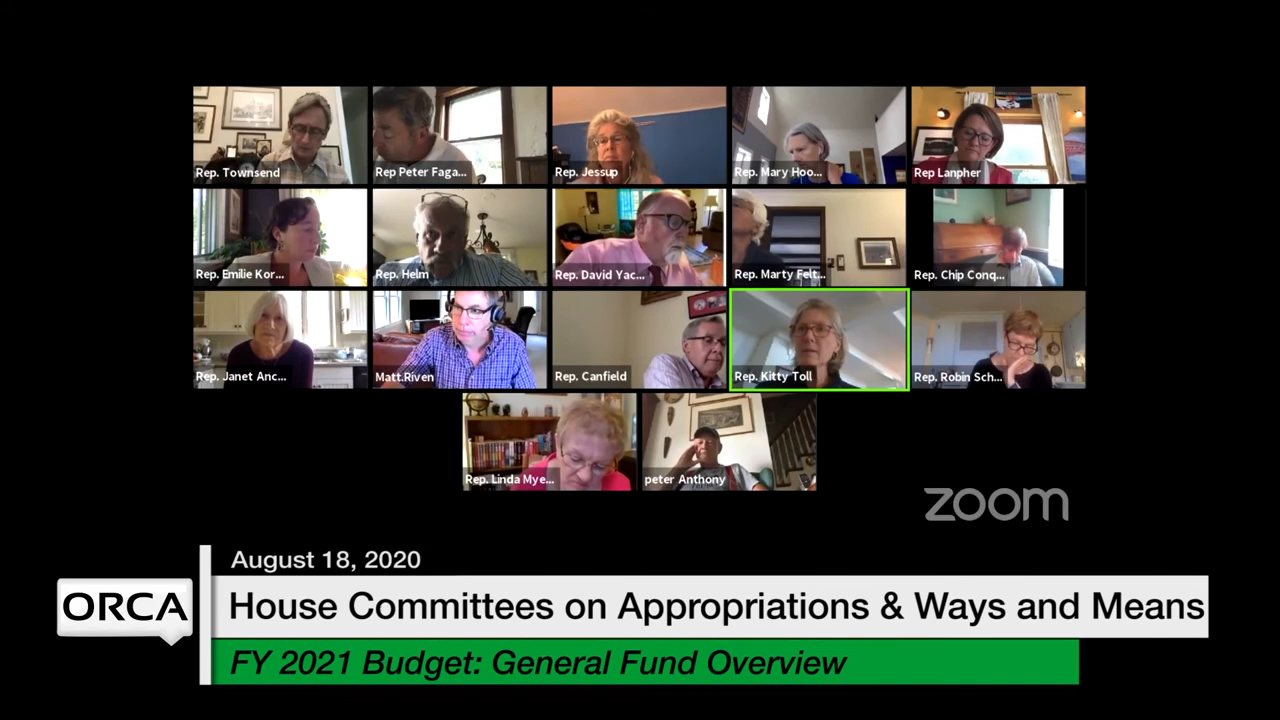 Rep. Townsend
Rep Peter Faga...
Rep. Jessup
Rep. Mary Hoo...
Rep Lanpher
Rep. Emilie Kor...
Rep. Helm
Rep. David Yac...
Rep. Marty Felt...
Rep. Chip Conq...
Rep. Janet Anc...
Matt.Riven
Rep. Canfield
Rep. Kitty Toll
Rep. Robin Sch...
Rep. Linda Mye...
peter Anthony
zoom
August 18, 2020
ORCA
House Committees on Appropriations & Ways and Means
FY 2021 Budget: General Fund Overview